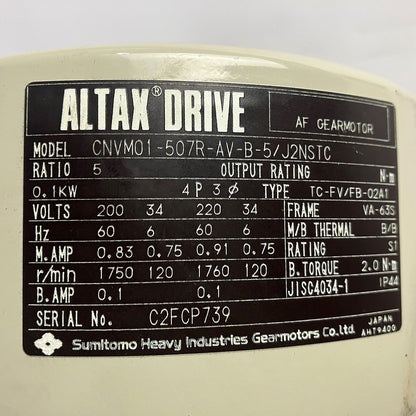 ALTAX® DRIVE AF GEARMOTOR
MODEL CNVM01-507R-AV-B-5/J2NSTC
RATIO 5 OUTPUT RATING N·m
0.1KW 4P 3Ø TYPE TC-FV/FB-02A1
VOLTS 200 34 220 34 FRAME VA-63S
Hz 60 6 60 6 M/B THERMAL B/B
M.AMP 0.83 0.75 0.91 0.75 RATING S1
r/min 1750 120 1760 120 B.TORQUE 2.0 N·m
B.AMP 0.1 0.1 JISC4034-1 IP44
SERIAL No. C2FCP739
Sumitomo Heavy Industries Gearmotors Co.Ltd. JAPAN
AHT9400